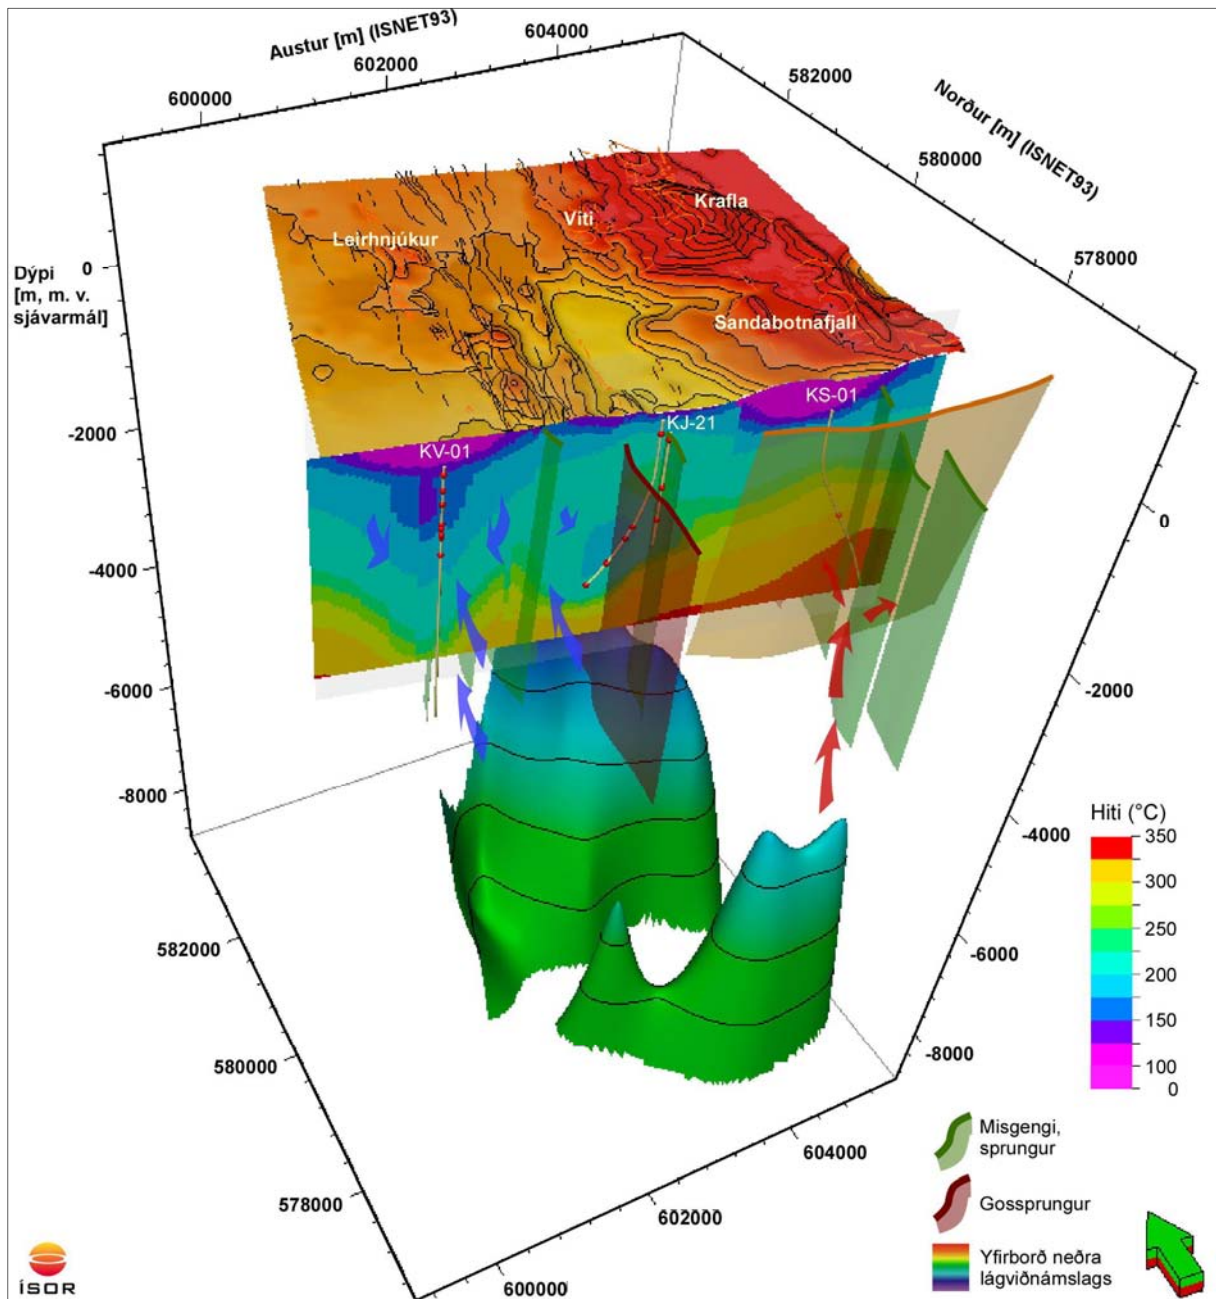 Austur [m] (ISNET93)
600000
602000
604000
Norður [m] (ISNET93)
582000
580000
578000
Dýpi
[m, m. v.
sjávarmál]
0
-2000
-4000
-6000
-8000
Leirhnjúkur
Víti
Krafla
Sandabotnafjall
KV-01
KJ-21
KS-01
0
-2000
-4000
-6000
-8000
582000
580000
578000
600000
602000
604000
Hiti (°C)
350
300
250
200
150
100
0
Misgengi,
sprungur
Gossprungur
Yfirborð neðra
lágviðnámslags
ÍSOR